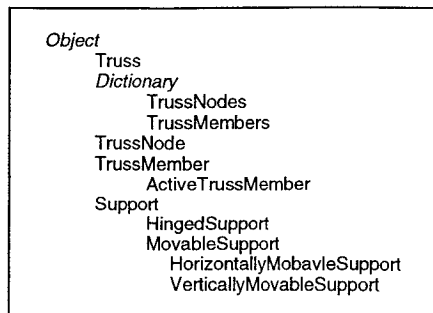 Object
Truss
Dictionary
TrussNodes
TrussMembers
TrussNode
TrussMember
ActiveTrussMember
Support
HingedSupport
MovableSupport
HorizontallyMobavleSupport
VerticallyMovableSupport